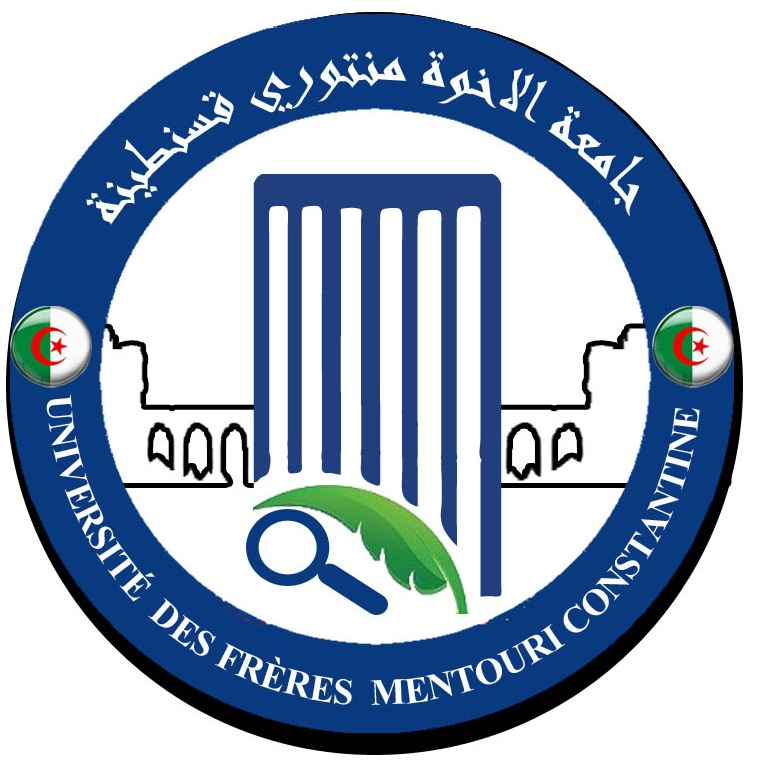 جامعة الاخوة منتوري قسنطينة
UNIVERSITÉ DES FRÈRES MENTOURI CONSTANTINE